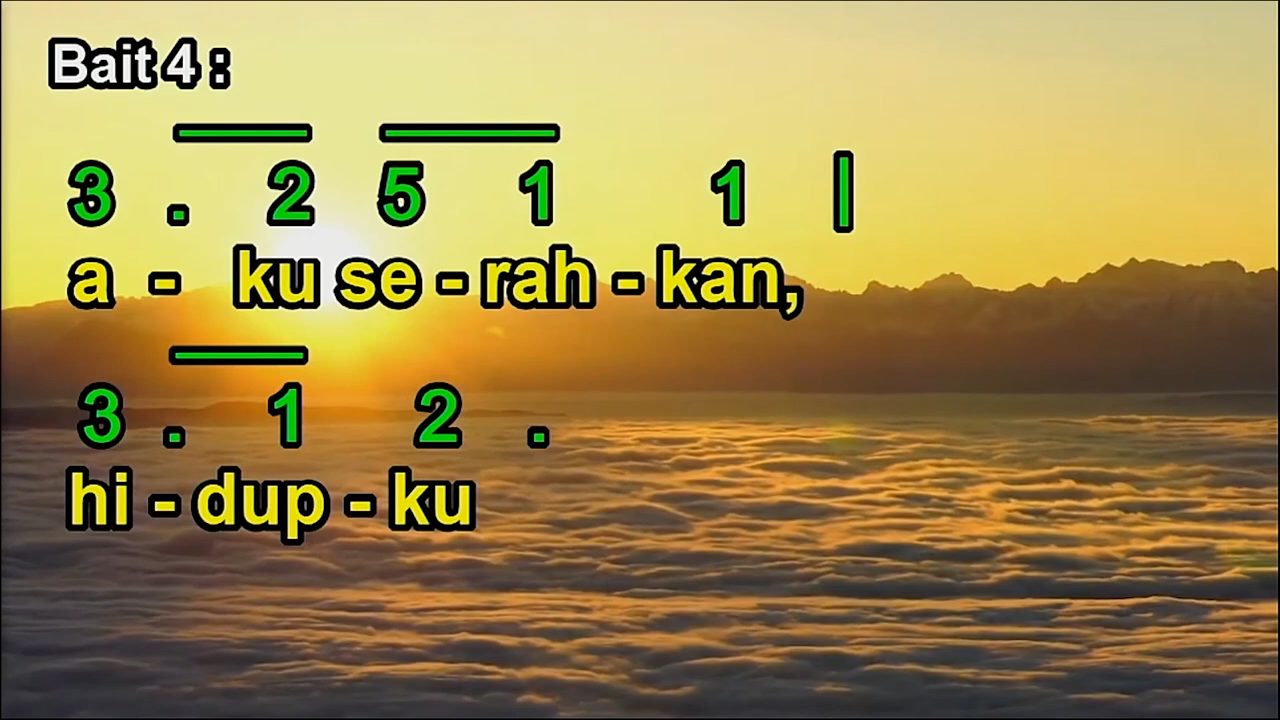 Bait 4 :
3 . 2 5 1 1 |
a - ku se - rah - kan,
3 . 1 2 .
hi - dup - ku